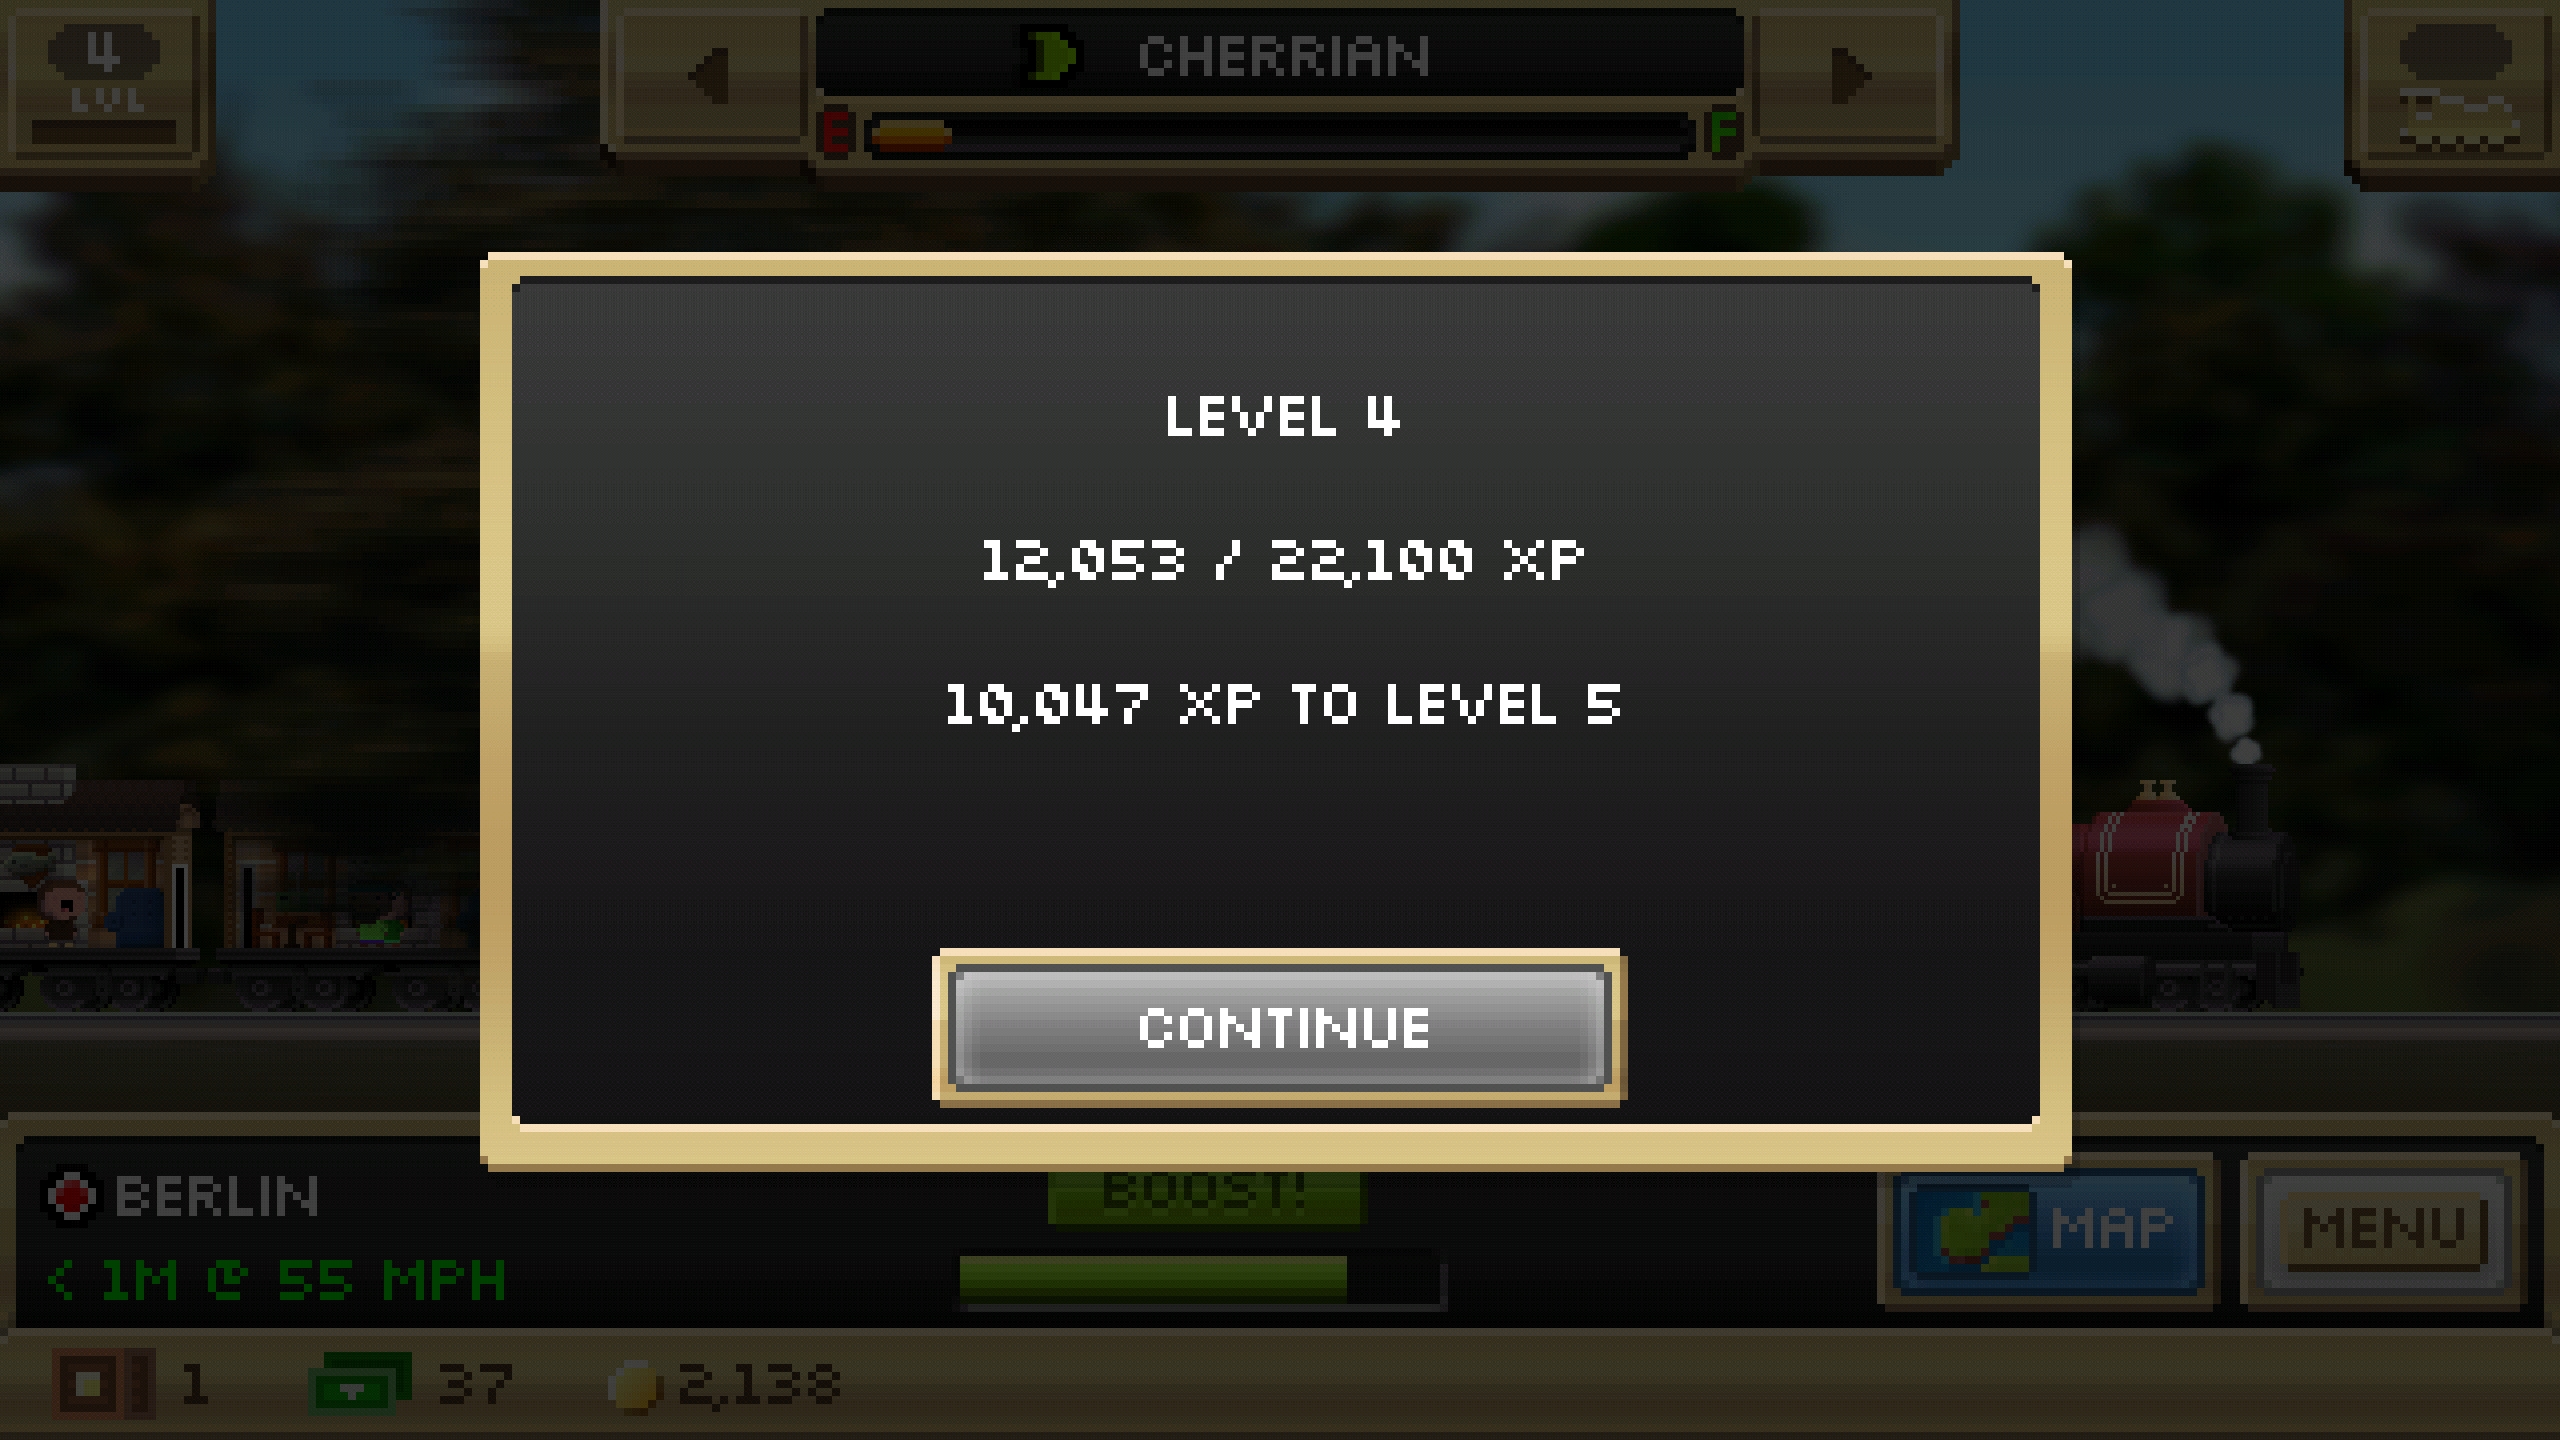 4
LVL
CHERRIAN
E
F
LEVEL 4
12,053 / 22,100 XP
10,047 XP TO LEVEL 5
CONTINUE
BERLIN
< 1M @ 55 MPH
BOOST!
MAP
MENU
1
37
2,138